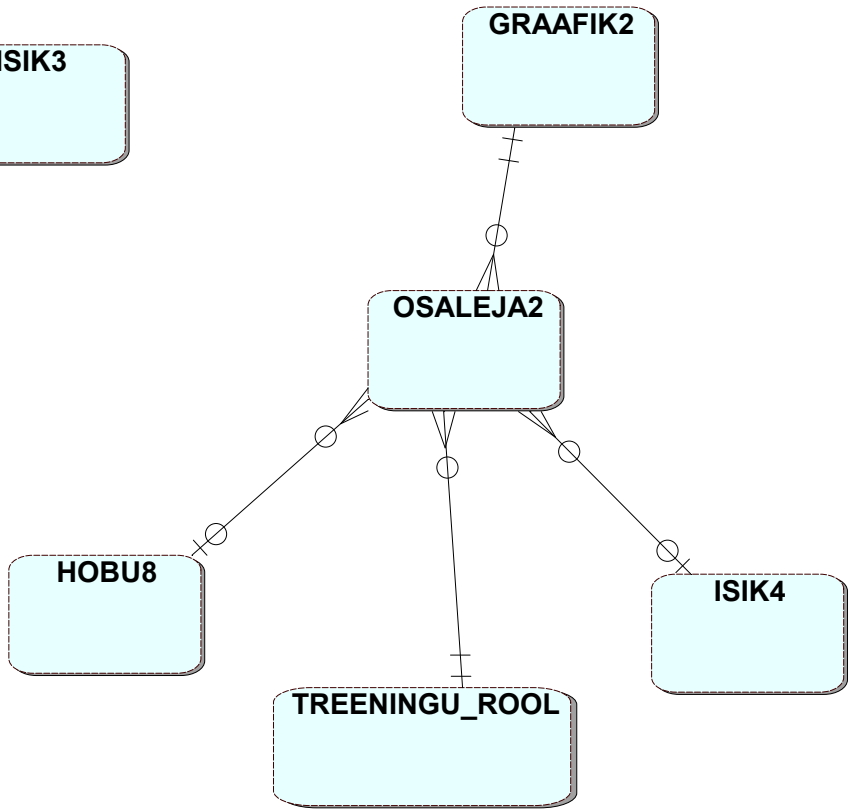 GRAAFIK2
ISIK3
OSALEJA2
HOBU8
ISIK4
TREENINGU_ROOL